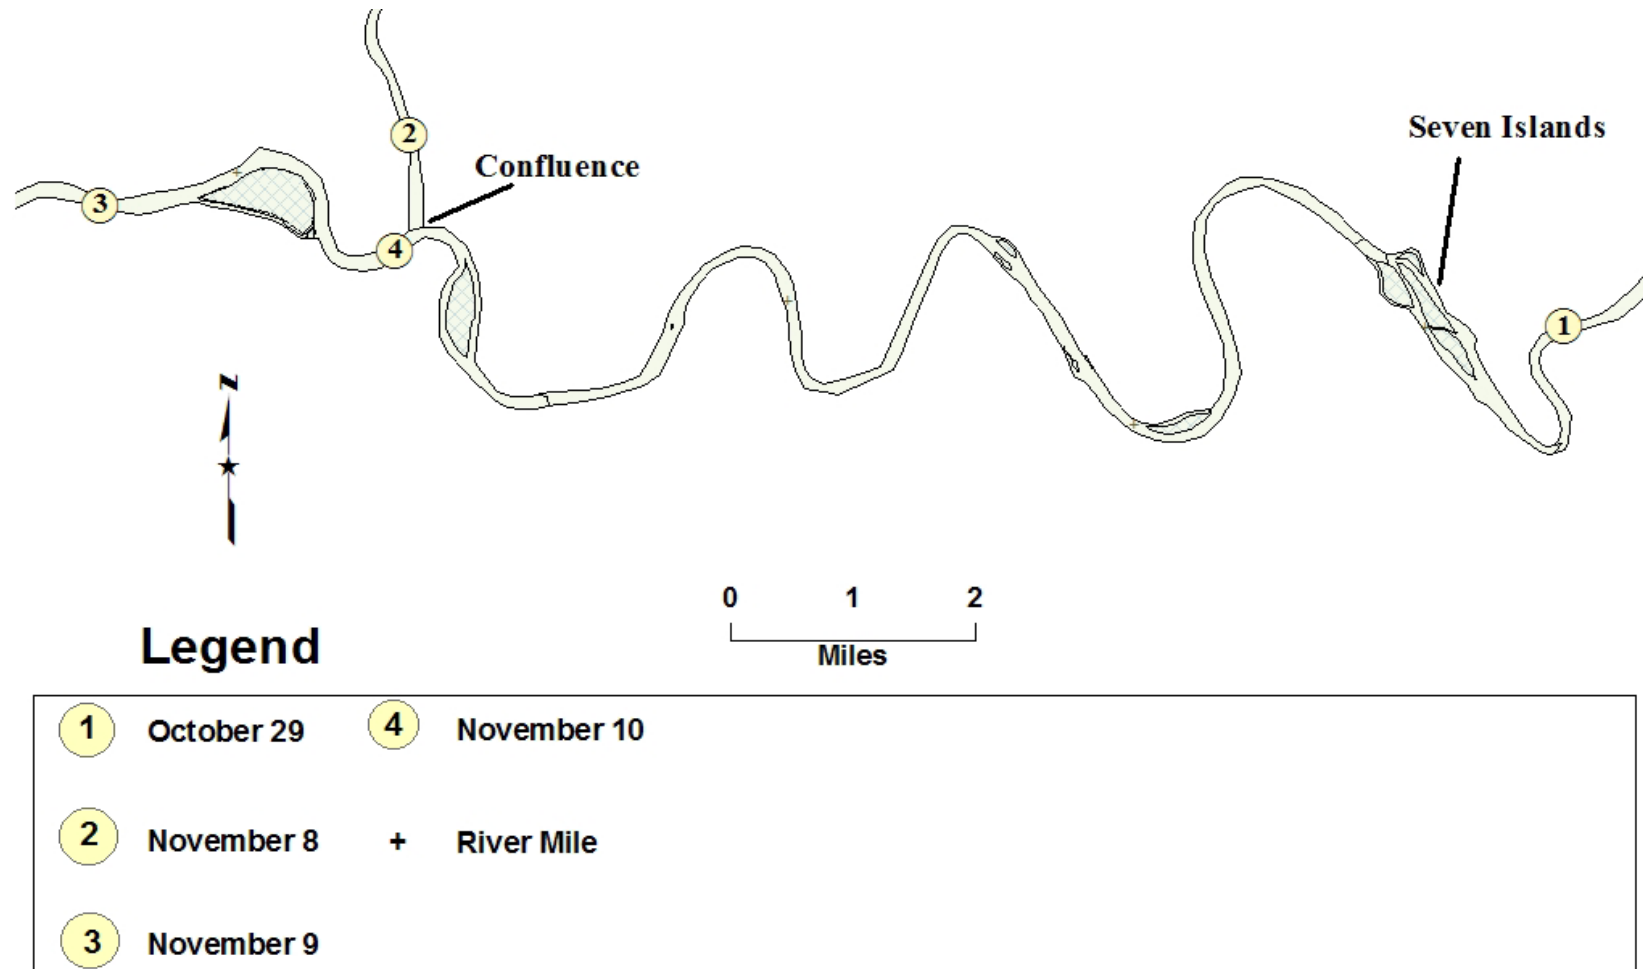 2
Seven Islands
Confluence
3
4
1
N
0 1 2
Miles
Legend
1 October 29 4 November 10
2 November 8 + River Mile
3 November 9